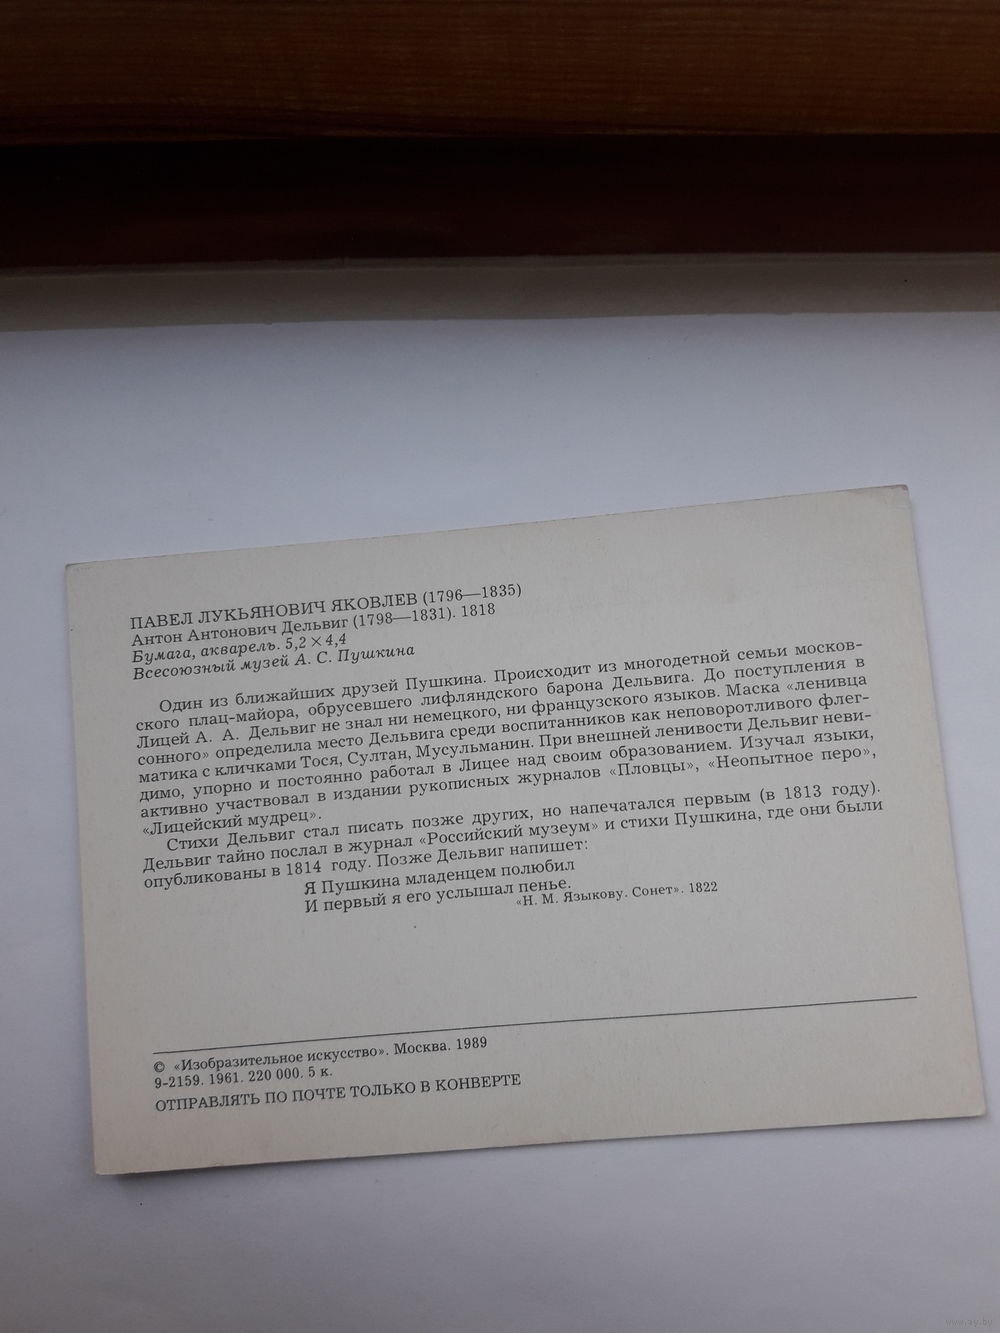 ПАВЕЛ ЛУКЬЯНОВИЧ ЯКОВЛЕВ (1796—1835)
Антон Антонович Дельвиг (1798—1831). 1818
Бумага, акварель. 5,2 × 4,4
Всесоюзный музей А. С. Пушкина
Один из ближайших друзей Пушкина. Происходит из многодетной семьи москов-
ского плац-майора, обрусевшего лифляндского барона Дельвига. До поступления в
Лицей А. А. Дельвиг не знал ни немецкого, ни французского языков. Маска «ленивца
сонного» определила место Дельвига среди воспитанников как неповоротливого флег-
матика с кличками Тося, Султан, Мусульманин. При внешней ленивости Дельвиг неви-
димо, упорно и постоянно работал в Лицее над своим образованием. Изучал языки,
активно участвовал в издании рукописных журналов «Пловцы», «Неопытное перо»,
«Лицейский мудрец».
Стихи Дельвиг стал писать позже других, но напечатался первым (в 1813 году).
Дельвиг тайно послал в журнал «Российский музеум» и стихи Пушкина, где они были
опубликованы в 1814 году. Позже Дельвиг напишет:
Я Пушкина младенцем полюбил
И первый я его услышал пенье.
«Н. М. Языкову. Сонет». 1822
© «Изобразительное искусство». Москва. 1989
9-2159. 1961. 220 000. 5 к.
ОТПРАВЛЯТЬ ПО ПОЧТЕ ТОЛЬКО В КОНВЕРТЕ
www.ay.by